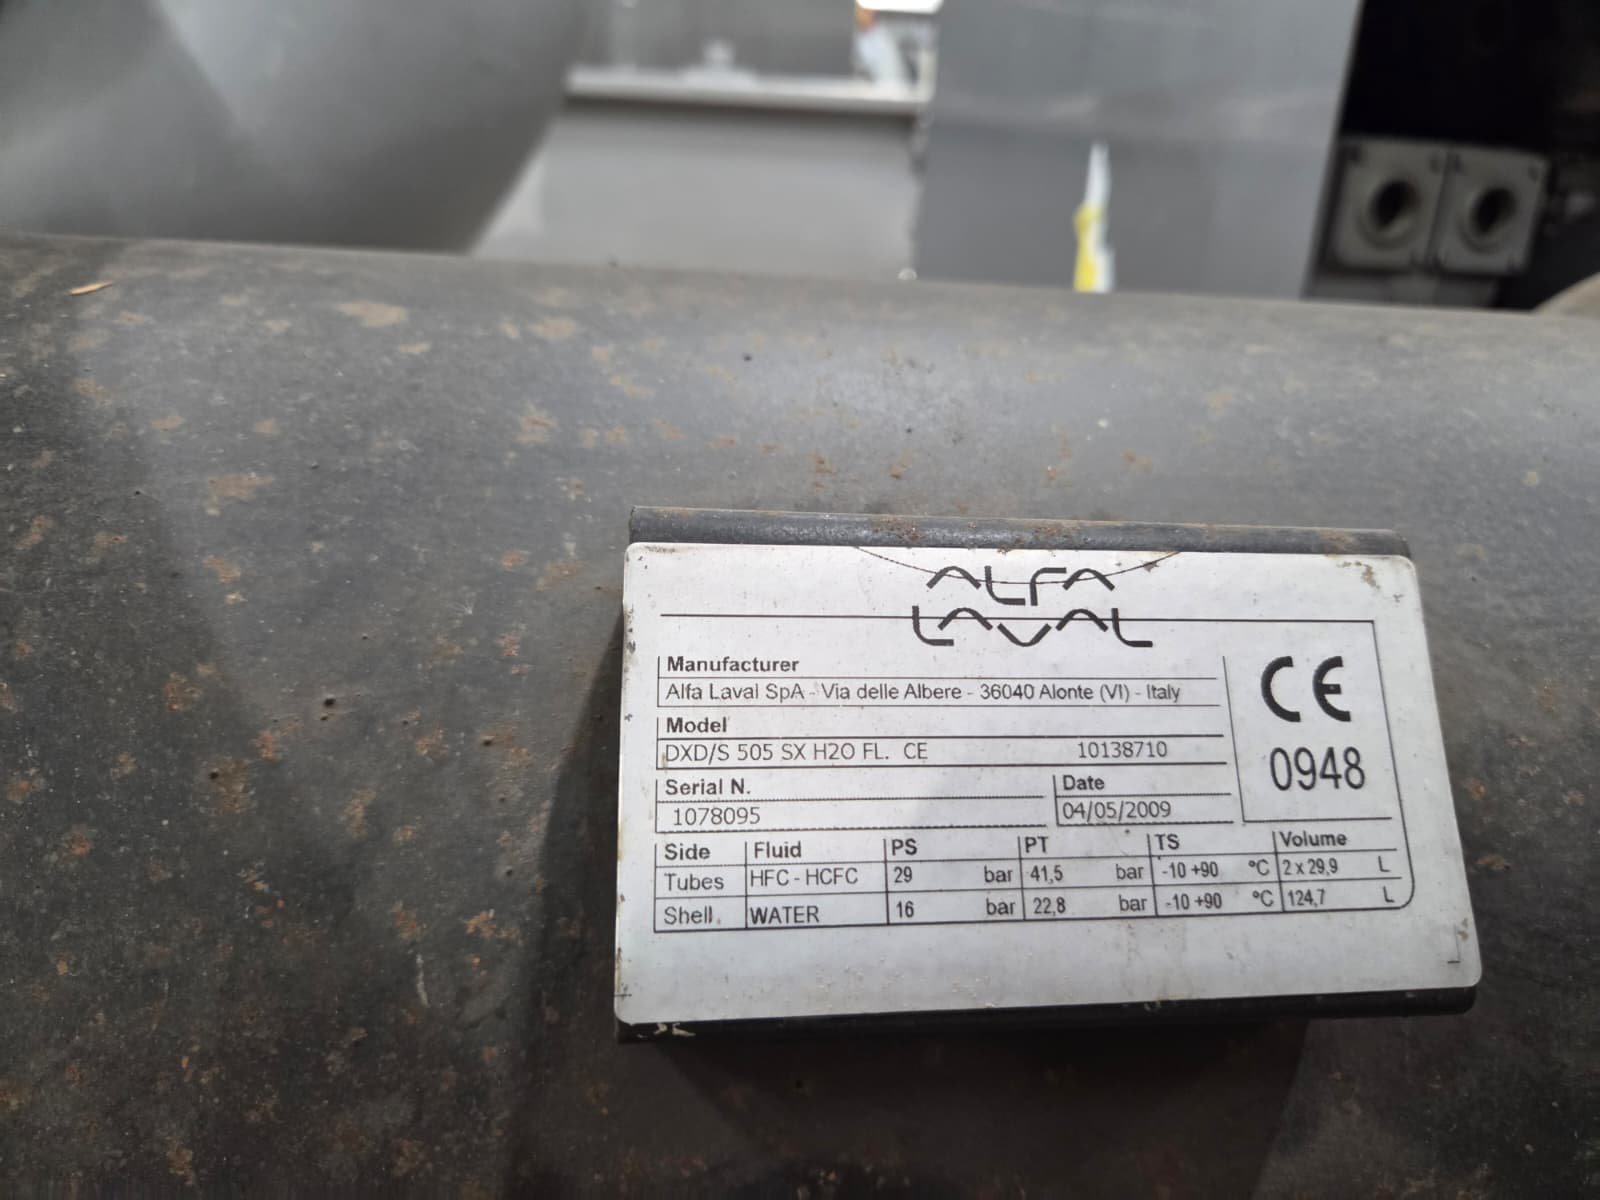 ALFA
LAVAL
Manufacturer
Alfa Laval SpA - Via delle Albere - 36040 Alonte (VI) - Italy
CE
Model
DXD/S 505 SX H2O FL. CE 10138710
0948
Serial N. Date
1078095 04/05/2009
Side Fluid PS PT TS Volume
Tubes HFC - HCFC 29 bar 41,5 bar -10 +90 °C 2 x 29,9 L
Shell WATER 16 bar 22,8 bar -10 +90 °C 124,7 L